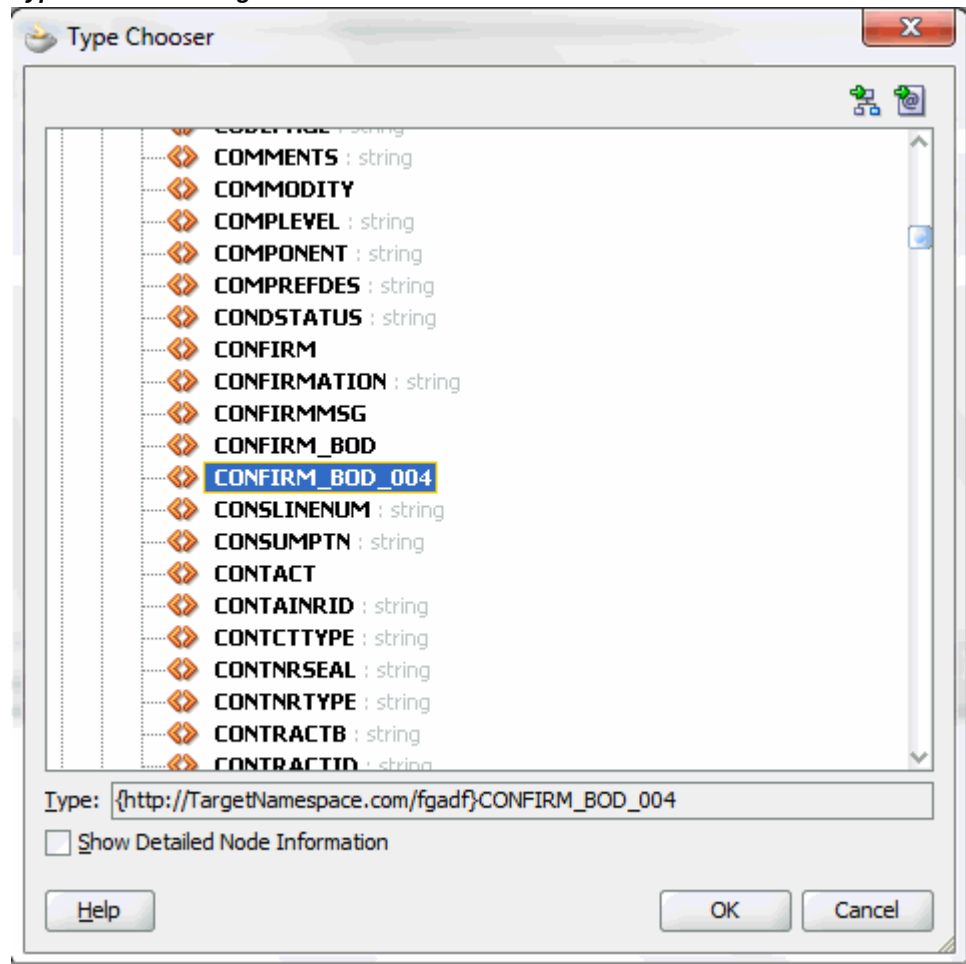 Type Chooser
COMMENTS : string
COMMODITY
COMPLEVEL : string
COMPONENT : string
COMPREFDES : string
CONDSTATUS : string
CONFIRM
CONFIRMATION : string
CONFIRMMSG
CONFIRM_BOD
CONFIRM_BOD_004
CONSLINENUM : string
CONSUMPTN : string
CONTACT
CONTAINRID : string
CONTCTTYPE : string
CONTNRSEAL : string
CONTNRTYPE : string
CONTRACTB : string
CONTRACTID : string
Type: {http://TargetNamespace.com/fgadf}CONFIRM_BOD_004
Show Detailed Node Information
Help OK Cancel